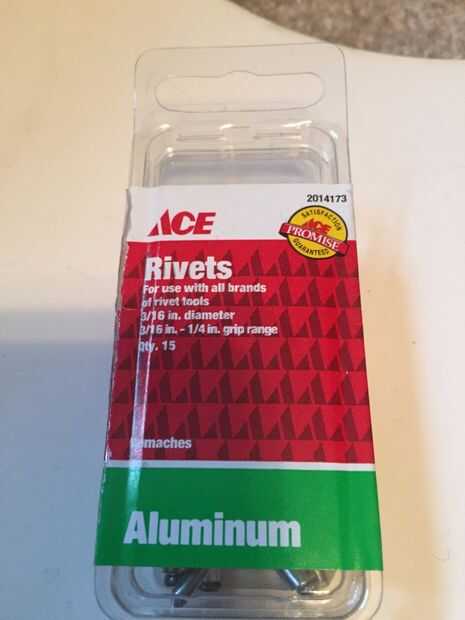 2014173
ACE
SATISFACTION
ACE
PROMISE
GUARANTEED
Rivets
For use with all brands
of rivet tools
3/16 in. diameter
3/16 in. - 1/4 in. grip range
Qty. 15
Remaches
Aluminum